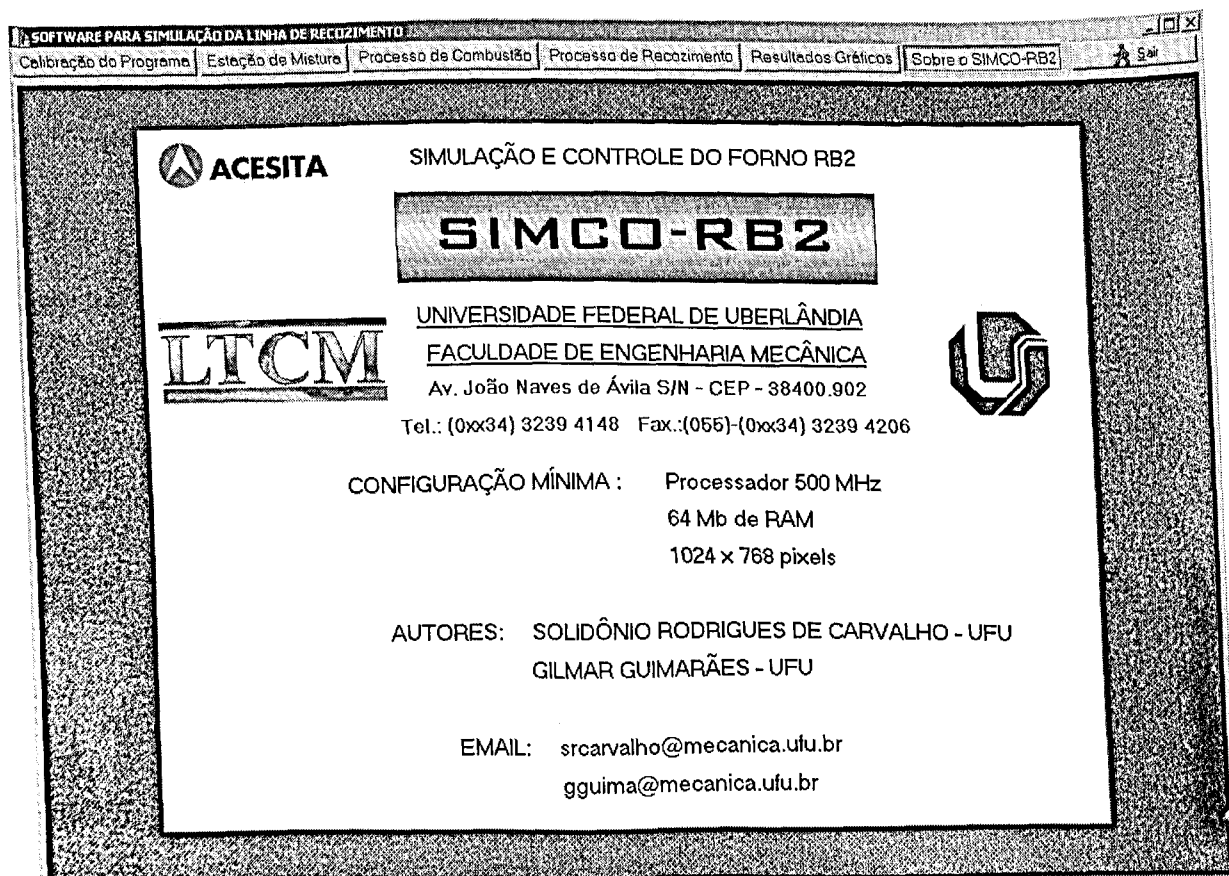 SOFTWARE PARA SIMULAÇÃO DA LINHA DE RECOZIMENTO
Calibração do Programa Estação de Mistura Processo de Combustão Processo de Recozimento Resultados Gráficos Sobre o SIMCO-RB2 Sair
ACESITA
SIMULAÇÃO E CONTROLE DO FORNO RB2
SIMCO-RB2
LTCM
UNIVERSIDADE FEDERAL DE UBERLÂNDIA
FACULDADE DE ENGENHARIA MECÂNICA
Av. João Naves de Ávila S/N - CEP - 38400.902
Tel.: (0xx34) 3239 4148 Fax.:(055)-(0xx34) 3239 4206
CONFIGURAÇÃO MÍNIMA : Processador 500 MHz
64 Mb de RAM
1024 x 768 pixels
AUTORES: SOLIDÔNIO RODRIGUES DE CARVALHO - UFU
GILMAR GUIMARÃES - UFU
EMAIL: srcarvalho@mecanica.ufu.br
gguima@mecanica.ufu.br